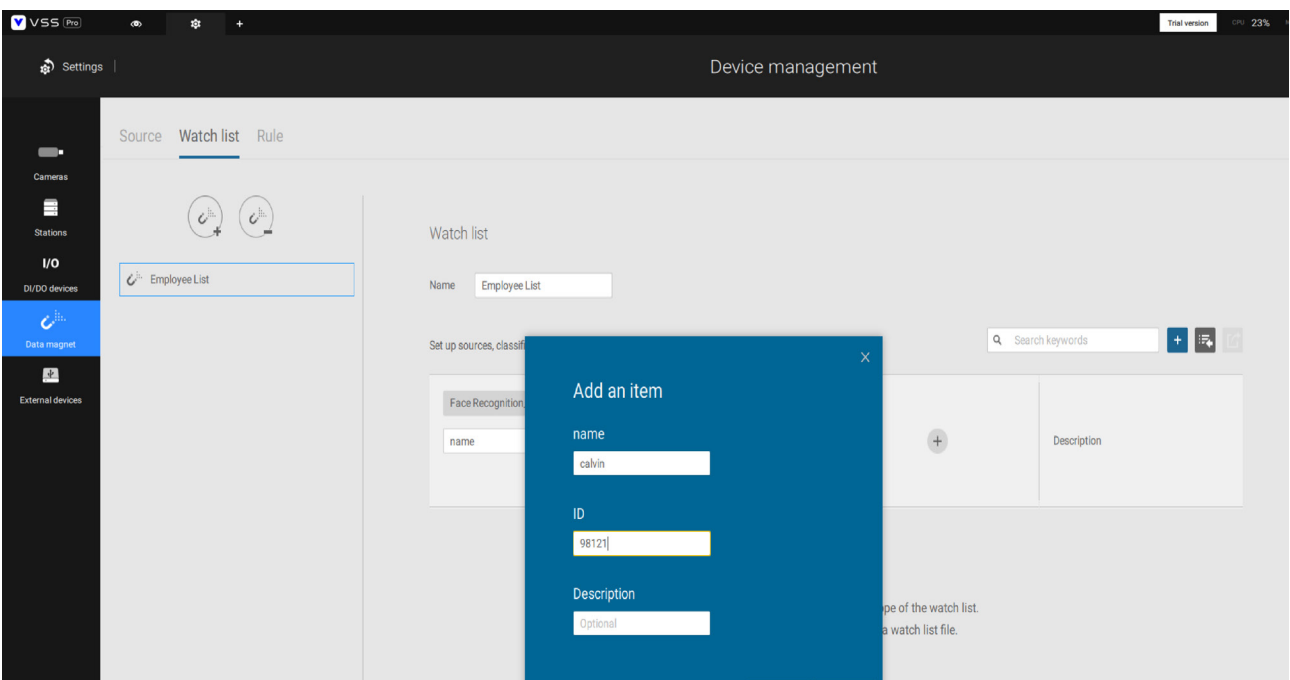 VSS Pro
+
Trial version
CPU 23%
Settings
Device management
Source Watch list Rule
Cameras
Stations
I/O
DI/DO devices
Data magnet
External devices
Employee List
Watch list
Name Employee List
Set up sources, classifi
Search keywords
+
Face Recognition,
name
+
Description
Add an item
X
name
calvin
ID
98121
Description
Optional
ope of the watch list.
a watch list file.